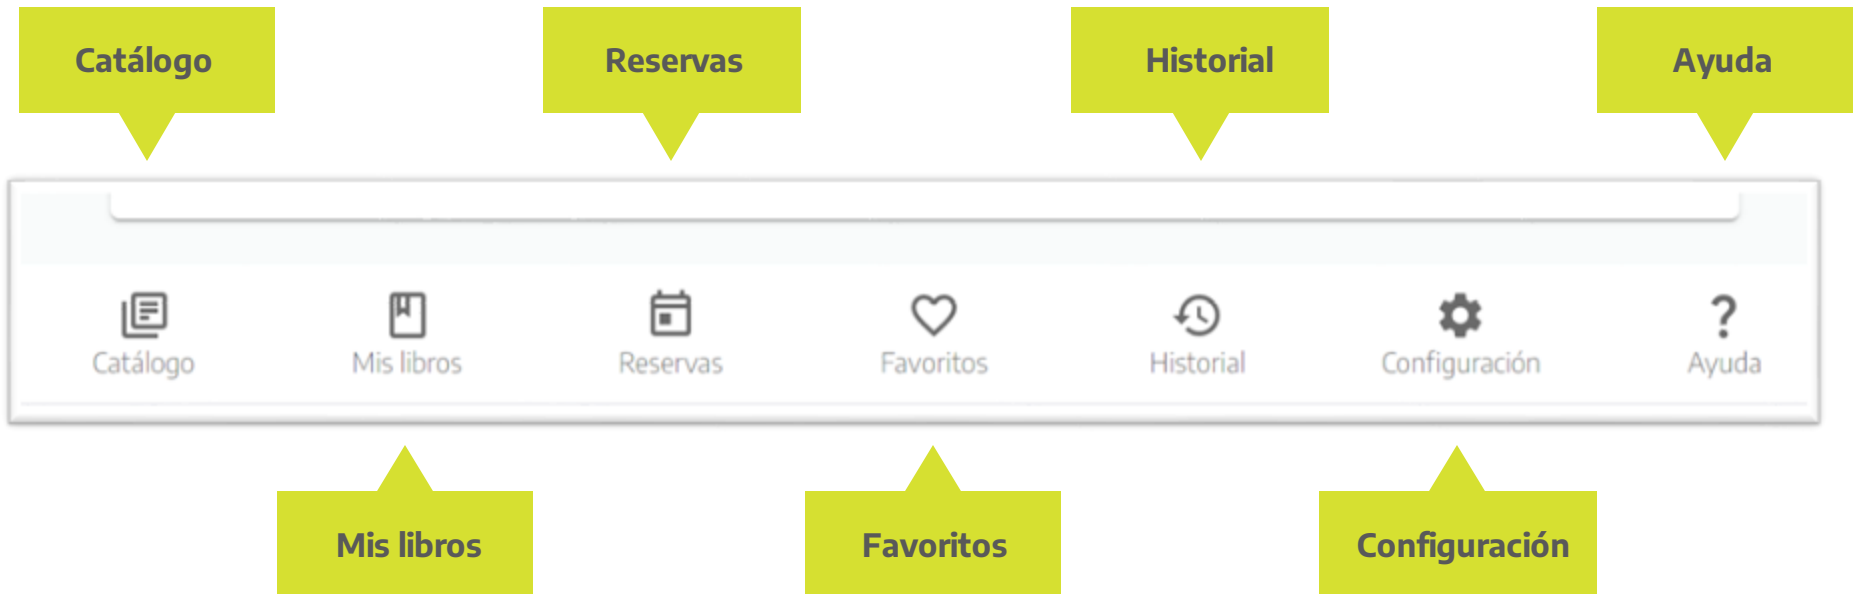 Catálogo
Reservas
Historial
Ayuda
Catálogo
Mis libros
Reservas
Favoritos
Historial
Configuración
Ayuda
Mis libros
Favoritos
Configuración